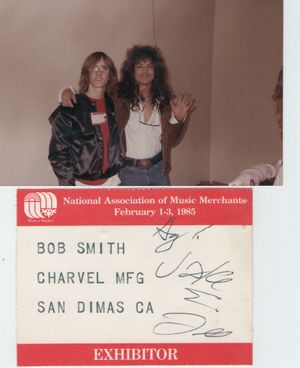 National Association of Music Merchants
February 1-3, 1985
BOB SMITH
CHARVEL MFG
SAN DIMAS CA
EXHIBITOR